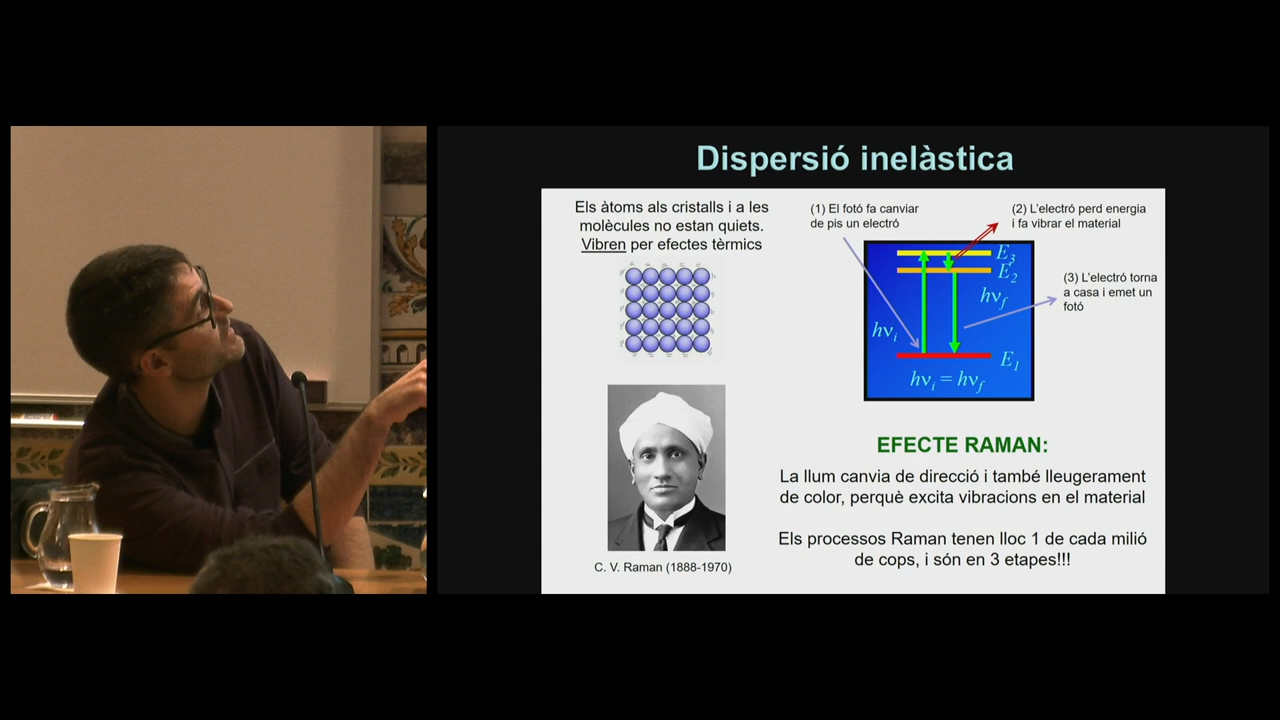 Dispersió inelàstica
Els àtoms als cristalls i a les
molècules no estan quiets.
Vibren per efectes tèrmics
C. V. Raman (1888-1970)
(1) El fotó fa canviar
de pis un electró
(2) L'electró perd energia
i fa vibrar el material
(3) L'electró torna
a casa i emet un
fotó
E3
E2
hνf
hνi
E1
hνi = hνf
EFECTE RAMAN:
La llum canvia de direcció i també lleugerament
de color, perquè excita vibracions en el material
Els processos Raman tenen lloc 1 de cada milió
de cops, i són en 3 etapes!!!